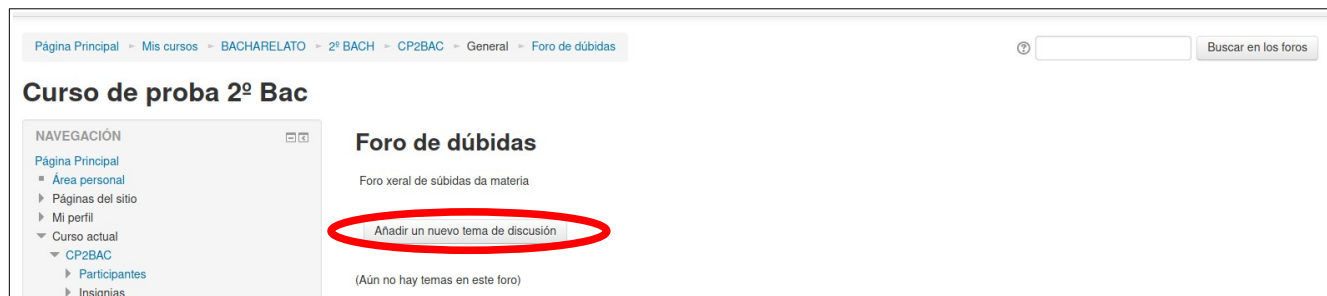 Página Principal ► Mis cursos ► BACHARELATO ► 2º BACH ► CP2BAC ► General ► Foro de dúbidas
Buscar en los foros
Curso de proba 2º Bac
NAVEGACIÓN
Página Principal
Área personal
Páginas del sitio
Mi perfil
Curso actual
CP2BAC
Participantes
Insignias
Foro de dúbidas
Foro xeral de súbidas da materia
Añadir un nuevo tema de discusión
(Aún no hay temas en este foro)